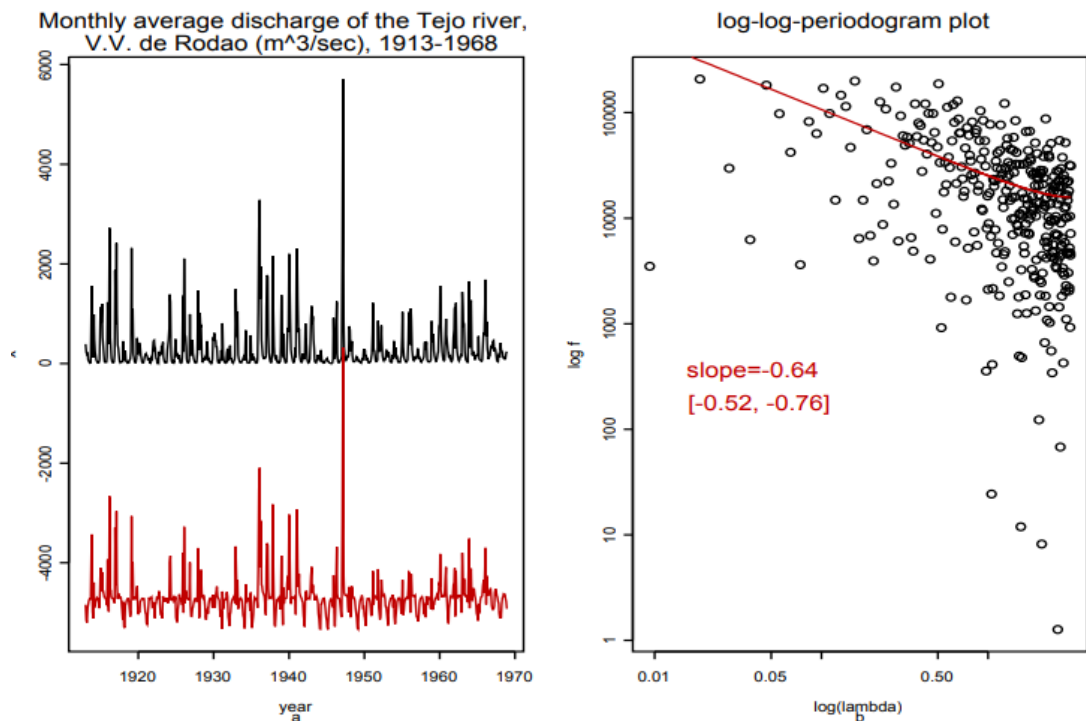 Monthly average discharge of the Tejo river,
V.V. de Rodao (m^3/sec), 1913-1968
6000
4000
2000
0
-2000
-4000
1920
1930
1940
1950
1960
1970
year
a
log-log-periodogram plot
log f
100000
10000
1000
100
10
1
slope=-0.64
[-0.52, -0.76]
0.01
0.05
0.50
log(lambda)
b